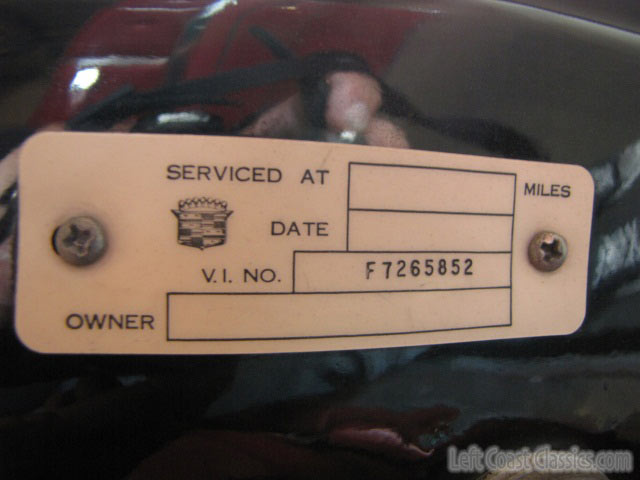 SERVICED AT MILES
DATE
V.I. NO. F7265852
OWNER
Left Coast Classics.com